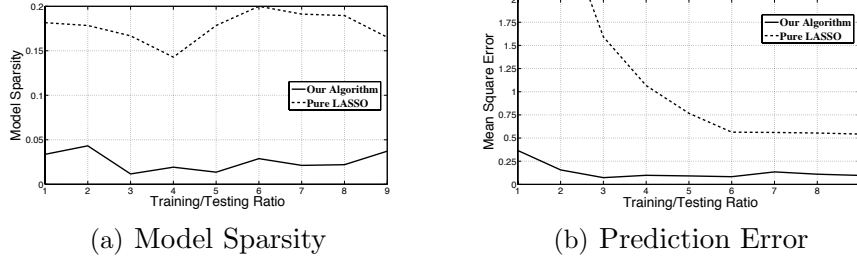 0.2
0.15
0.1
0.05
0
Model Sparsity
Our Algorithm
Pure LASSO
1 2 3 4 5 6 7 8 9
Training/Testing Ratio
(a) Model Sparsity
2
1.75
1.5
1.25
1
0.75
0.5
0.25
0
Mean Square Error
Our Algorithm
Pure LASSO
1 2 3 4 5 6 7 8
Training/Testing Ratio
(b) Prediction Error